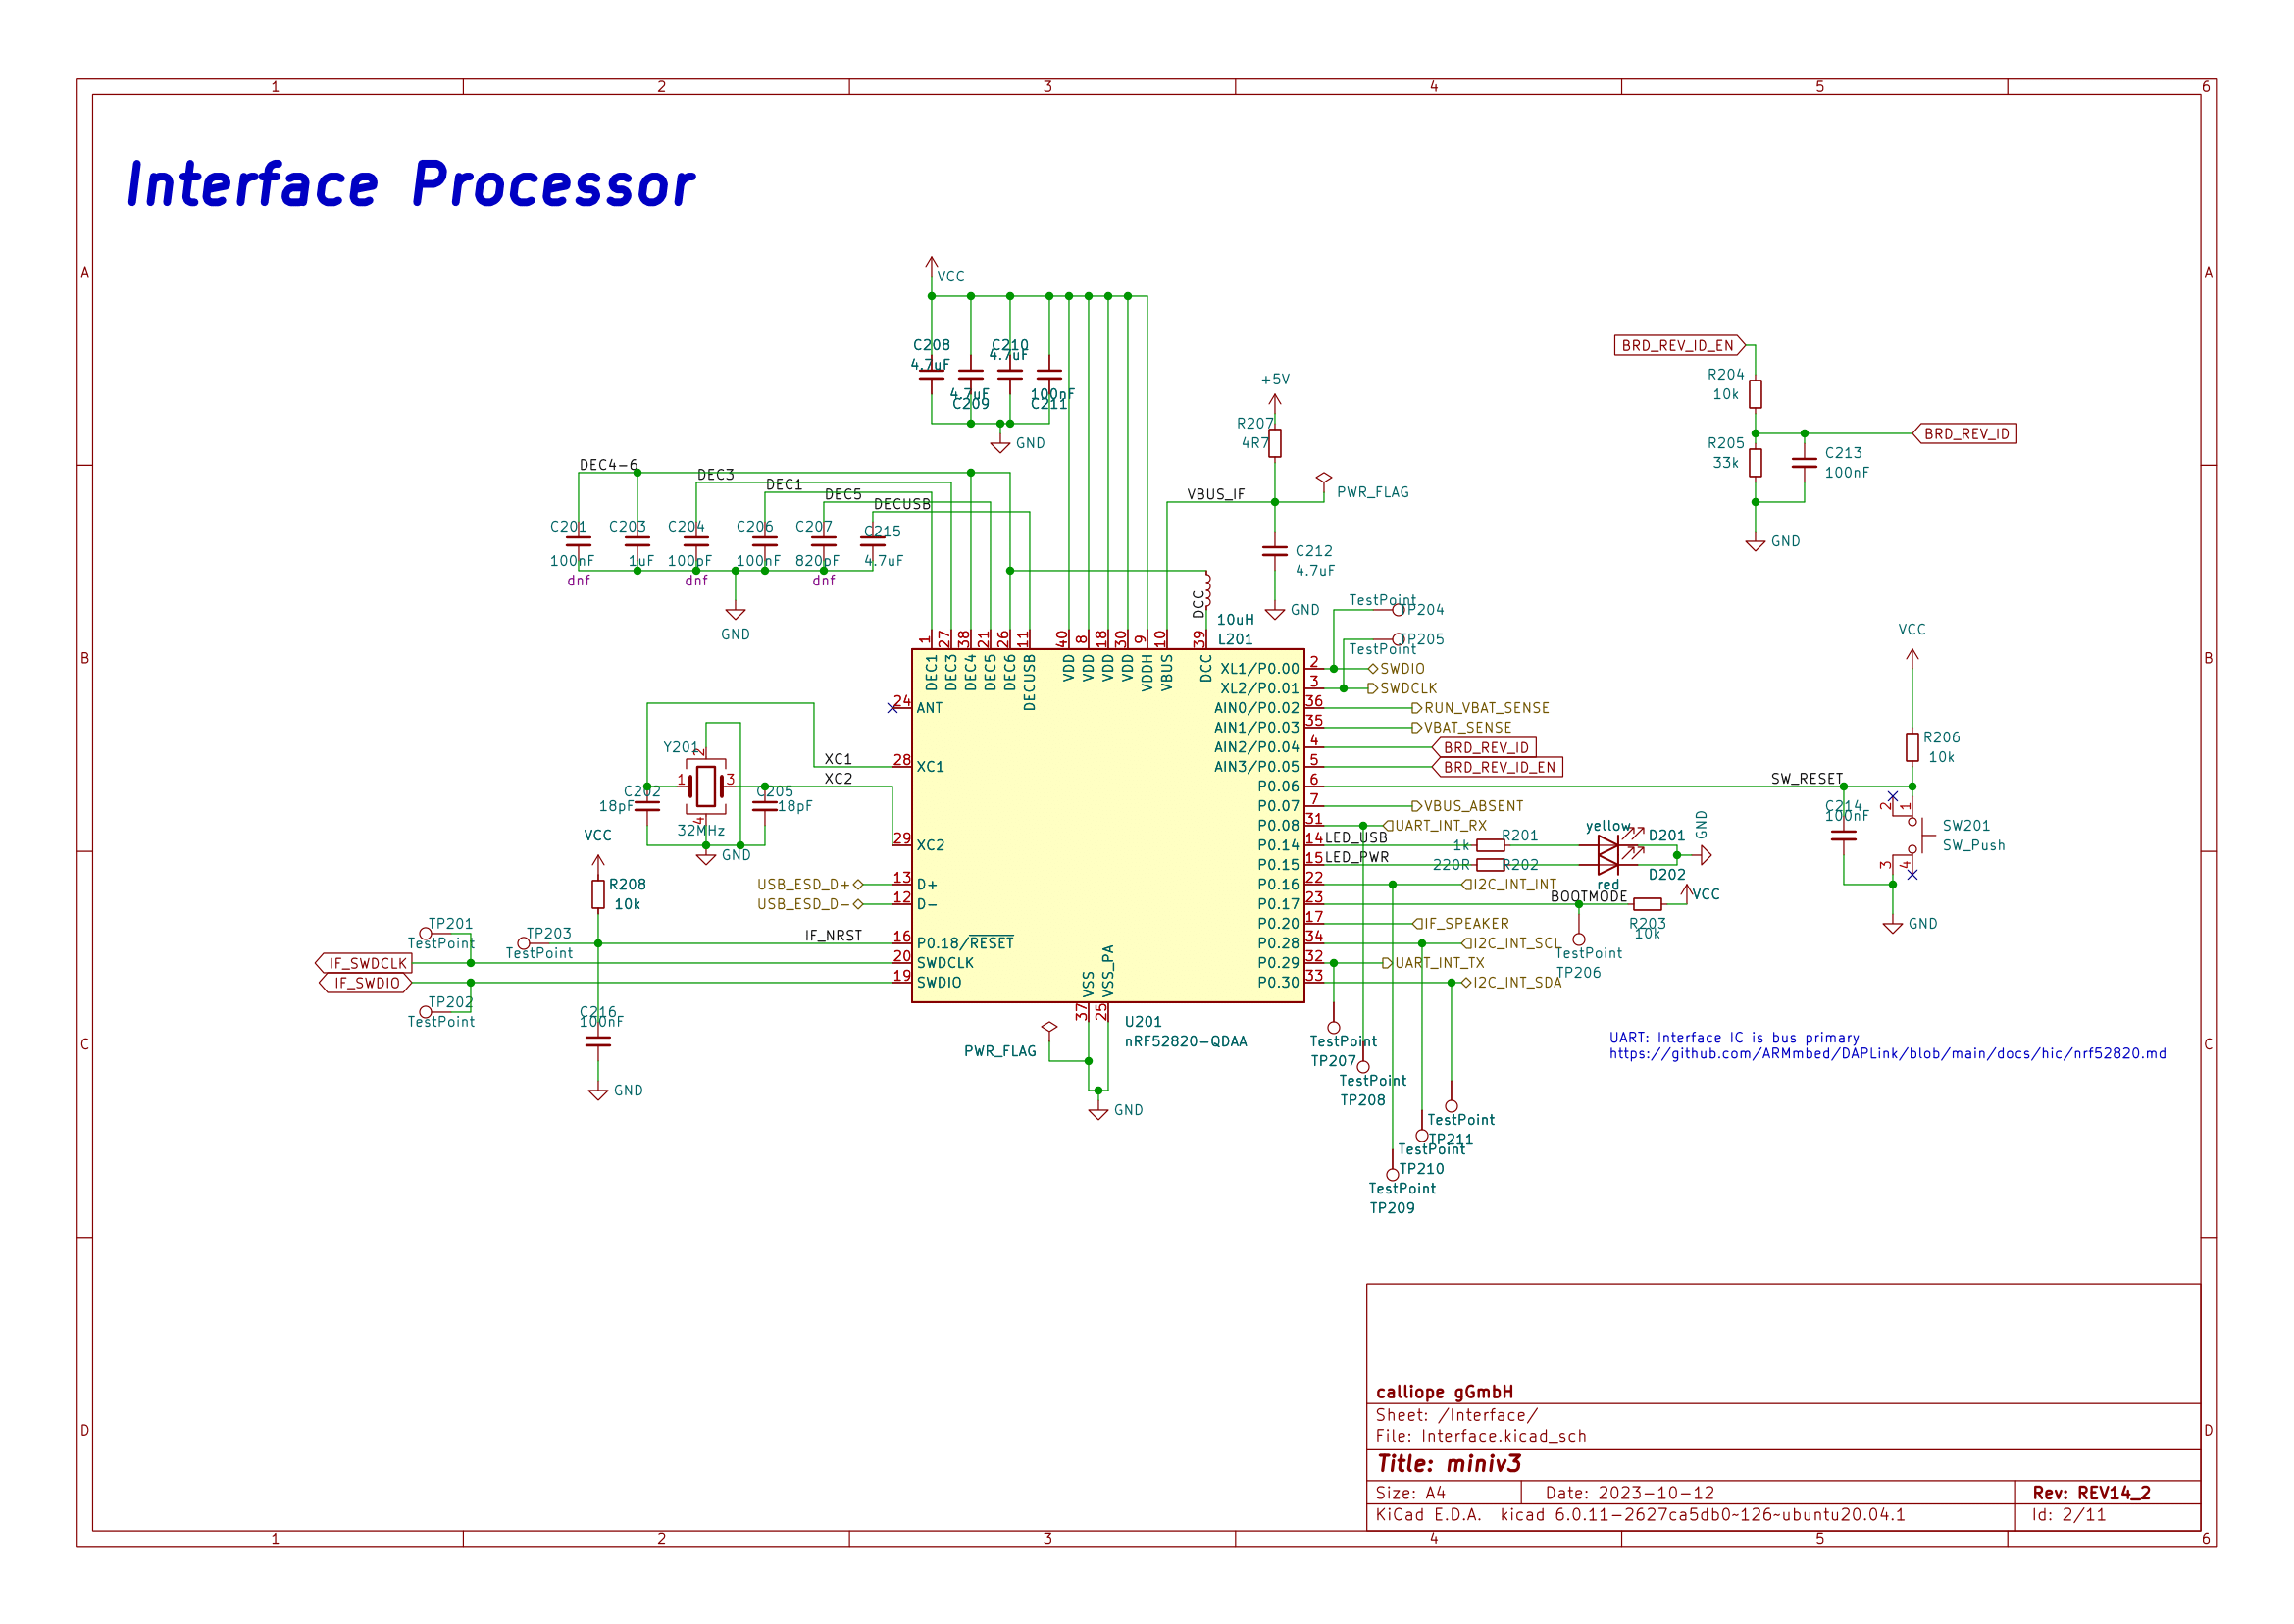 1 2 3 4 5 6
Interface Processor
A A
VCC
C208 C210
4.7uF 4.7uF
4.7uF 100nF
C209 C211
GND
+5V
R207
4R7
VBUS_IF
PWR_FLAG
C212
4.7uF
GND
BRD_REV_ID_EN
R204
10k
BRD_REV_ID
R205
33k
C213
100nF
GND
DEC4-6
DEC3
DEC1
DEC5
DECUSB
C201 C203 C204 C206 C207 C215
100nF 1uF 100pF 100nF 820pF 4.7uF
dnf dnf dnf
GND
DCC
10uH
L201
TestPoint TP204
TP205
TestPoint
B B
1 27 38 21 26 11 40 8 18 30 9 10 39
DEC1 DEC3 DEC4 DEC5 DEC6 DECUSB VDD VDD VDD VDD VDDH VBUS DCC
XL1/P0.00 2 SWDIO
XL2/P0.01 3 SWDCLK
24 ANT
AIN0/P0.02 36 RUN_VBAT_SENSE
AIN1/P0.03 35 VBAT_SENSE
AIN2/P0.04 4 BRD_REV_ID
AIN3/P0.05 5 BRD_REV_ID_EN
P0.06 6 SW_RESET
P0.07 7 VBUS_ABSENT
P0.08 31 UART_INT_RX
P0.14 14 LED_USB
P0.15 15 LED_PWR
P0.16 22 I2C_INT_INT
P0.17 23 BOOTMODE
P0.20 17 IF_SPEAKER
P0.28 34 I2C_INT_SCL
P0.29 32 UART_INT_TX
P0.30 33 I2C_INT_SDA
XC1 28 XC1
XC2
29 XC2
Y201
2
1 3
4
32MHz
C202 C205
18pF 18pF
GND
USB_ESD_D+ 13 D+
USB_ESD_D- 12 D-
VCC
R208
10k
IF_NRST 16 P0.18/RESET
IF_SWDCLK 20 SWDCLK
IF_SWDIO 19 SWDIO
TP201
TestPoint
TP203
TestPoint
TP202
TestPoint
C216
100nF
GND
VSS VSS_PA
37 25
PWR_FLAG
GND
U201
nRF52820-QDAA
R201
1k
220R R202
yellow D201
red D202
GND
VCC
R203
10k
TestPoint
TP206
VCC
R206
10k
C214
100nF
2 1
3 4
SW201
SW_Push
GND
TestPoint
TP207
TestPoint
TP208
TestPoint
TP211
TestPoint
TP210
TestPoint
TP209
UART: Interface IC is bus primary
https://github.com/ARMmbed/DAPLink/blob/main/docs/hic/nrf52820.md
C C
calliope gGmbH
Sheet: /Interface/
File: Interface.kicad_sch
Title: miniv3
Size: A4 Date: 2023-10-12 Rev: REV14_2
KiCad E.D.A. kicad 6.0.11-2627ca5db0~126~ubuntu20.04.1 Id: 2/11
D D
1 2 3 4 5 6